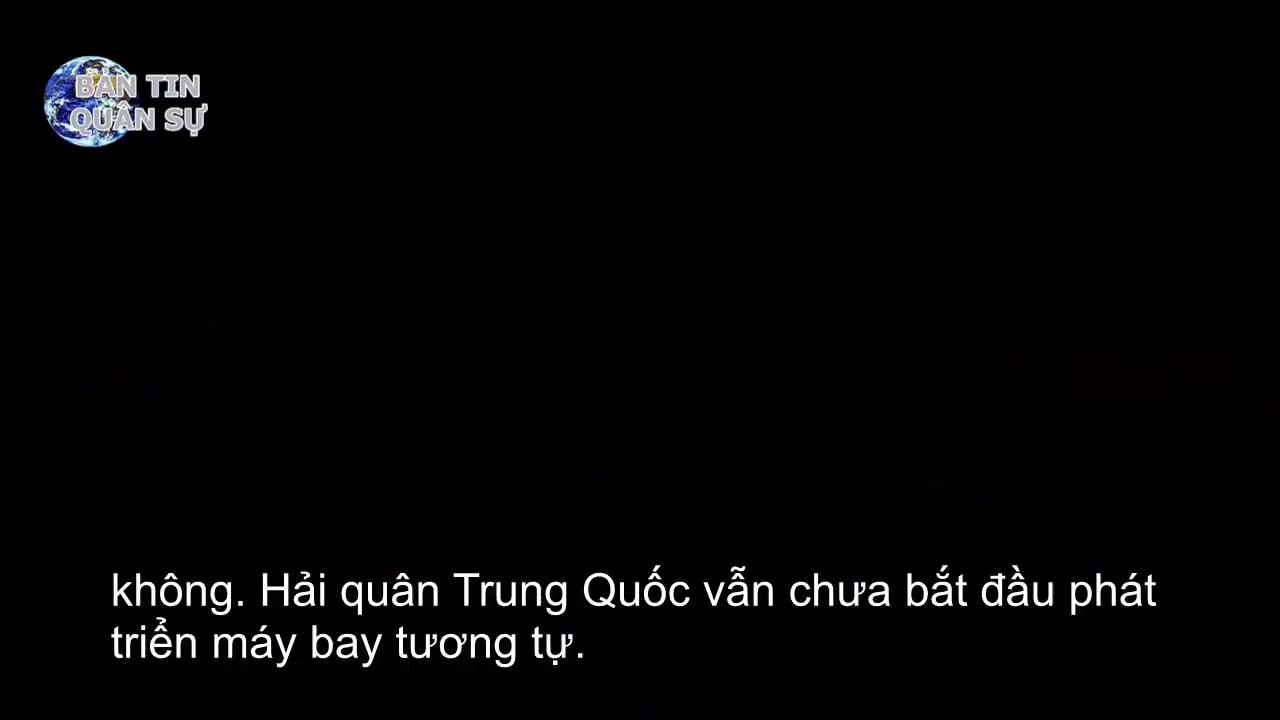 BẢN TIN
QUÂN SỰ
không. Hải quân Trung Quốc vẫn chưa bắt đầu phát
triển máy bay tương tự.